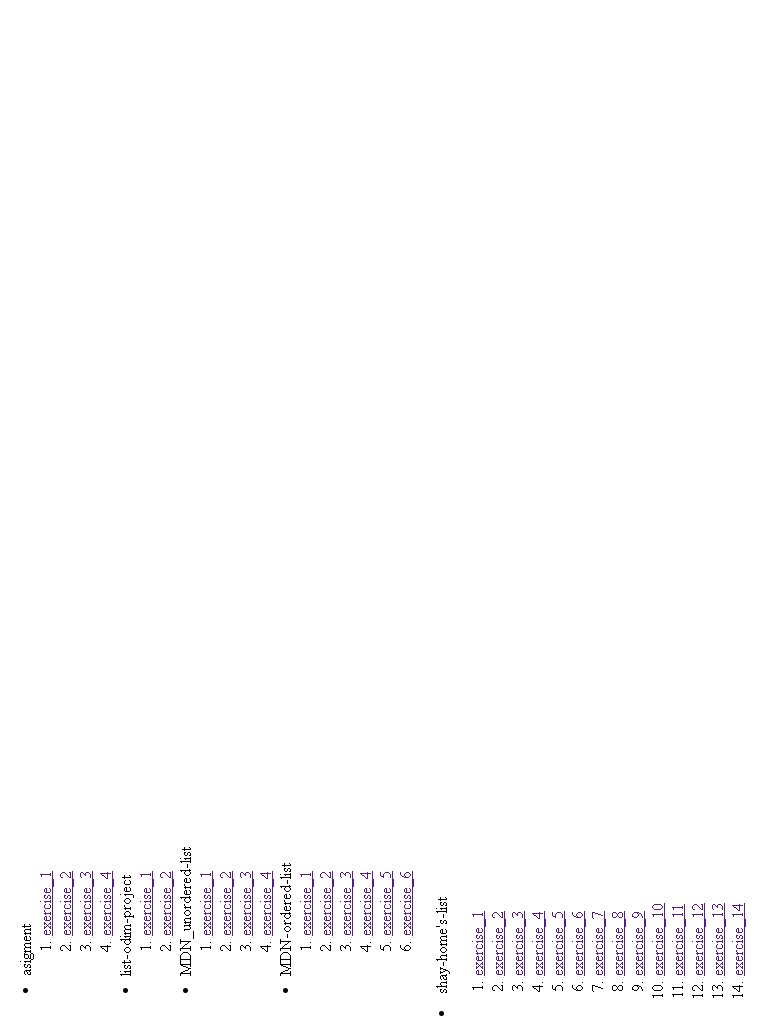 • asigment
1. exercise_1
2. exercise_2
3. exercise_3
4. exercise_4
• list-odim-project
1. exercise_1
2. exercise_2
• MDN_unordered-list
1. exercise_1
2. exercise_2
3. exercise_3
4. exercise_4
• MDN-ordered-list
1. exercise_1
2. exercise_2
3. exercise_3
4. exercise_4
5. exercise_5
6. exercise_6
• shay-home's-list
1. exercise_1
2. exercise_2
3. exercise_3
4. exercise_4
5. exercise_5
6. exercise_6
7. exercise_7
8. exercise_8
9. exercise_9
10. exercise_10
11. exercise_11
12. exercise_12
13. exercise_13
14. exercise_14